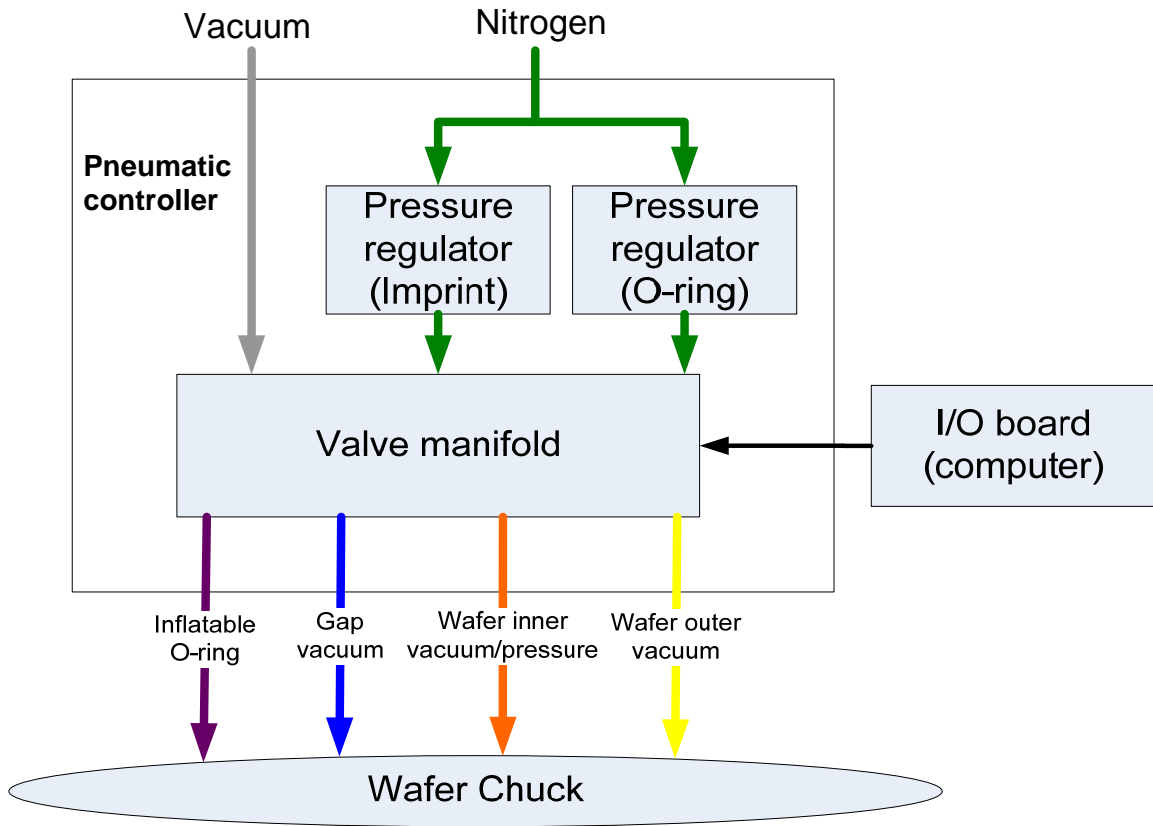 Vacuum
Nitrogen
Pneumatic
controller
Pressure
regulator
(Imprint)
Pressure
regulator
(O-ring)
Valve manifold
I/O board
(computer)
Inflatable
O-ring
Gap
vacuum
Wafer inner
vacuum/pressure
Wafer outer
vacuum
Wafer Chuck